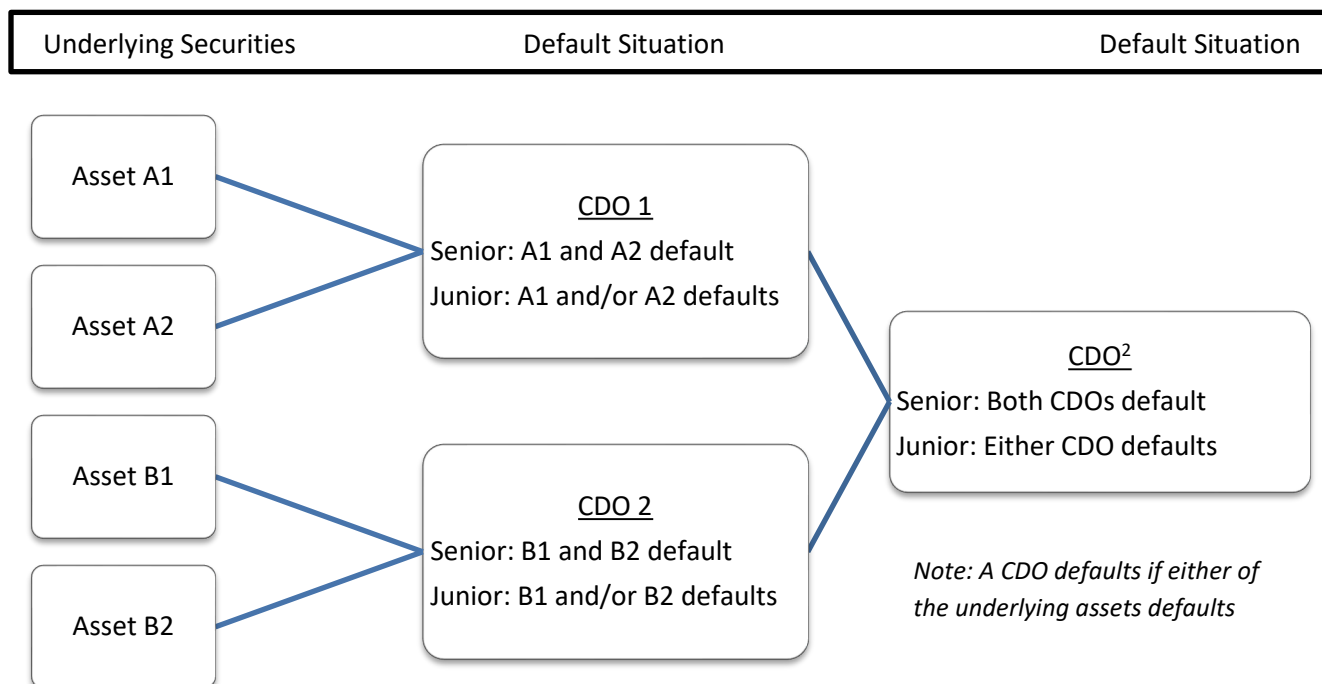 Underlying Securities Default Situation Default Situation
Asset A1
Asset A2
Asset B1
Asset B2
CDO 1
Senior: A1 and A2 default
Junior: A1 and/or A2 defaults
CDO 2
Senior: B1 and B2 default
Junior: B1 and/or B2 defaults
CDO²
Senior: Both CDOs default
Junior: Either CDO defaults
Note: A CDO defaults if either of
the underlying assets defaults